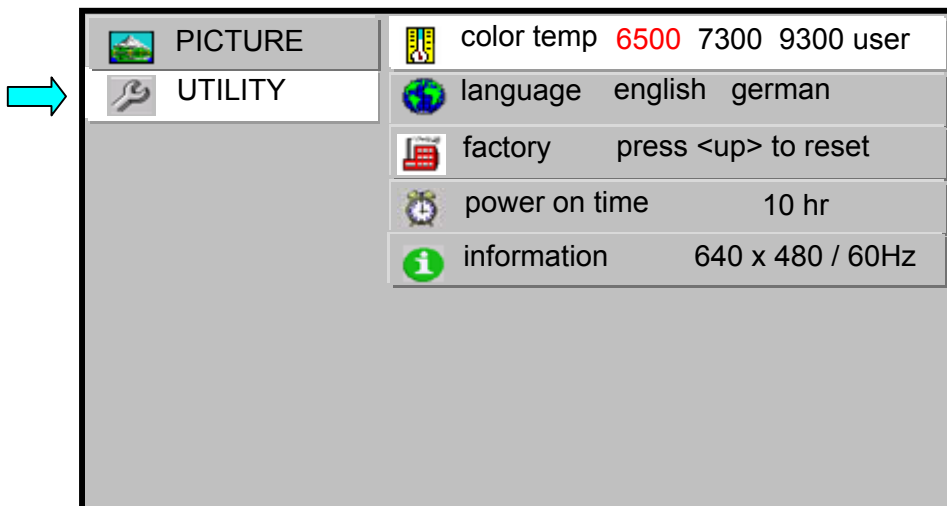 PICTURE
UTILITY
color temp 6500 7300 9300 user
language english german
factory press <up> to reset
power on time 10 hr
information 640 x 480 / 60Hz